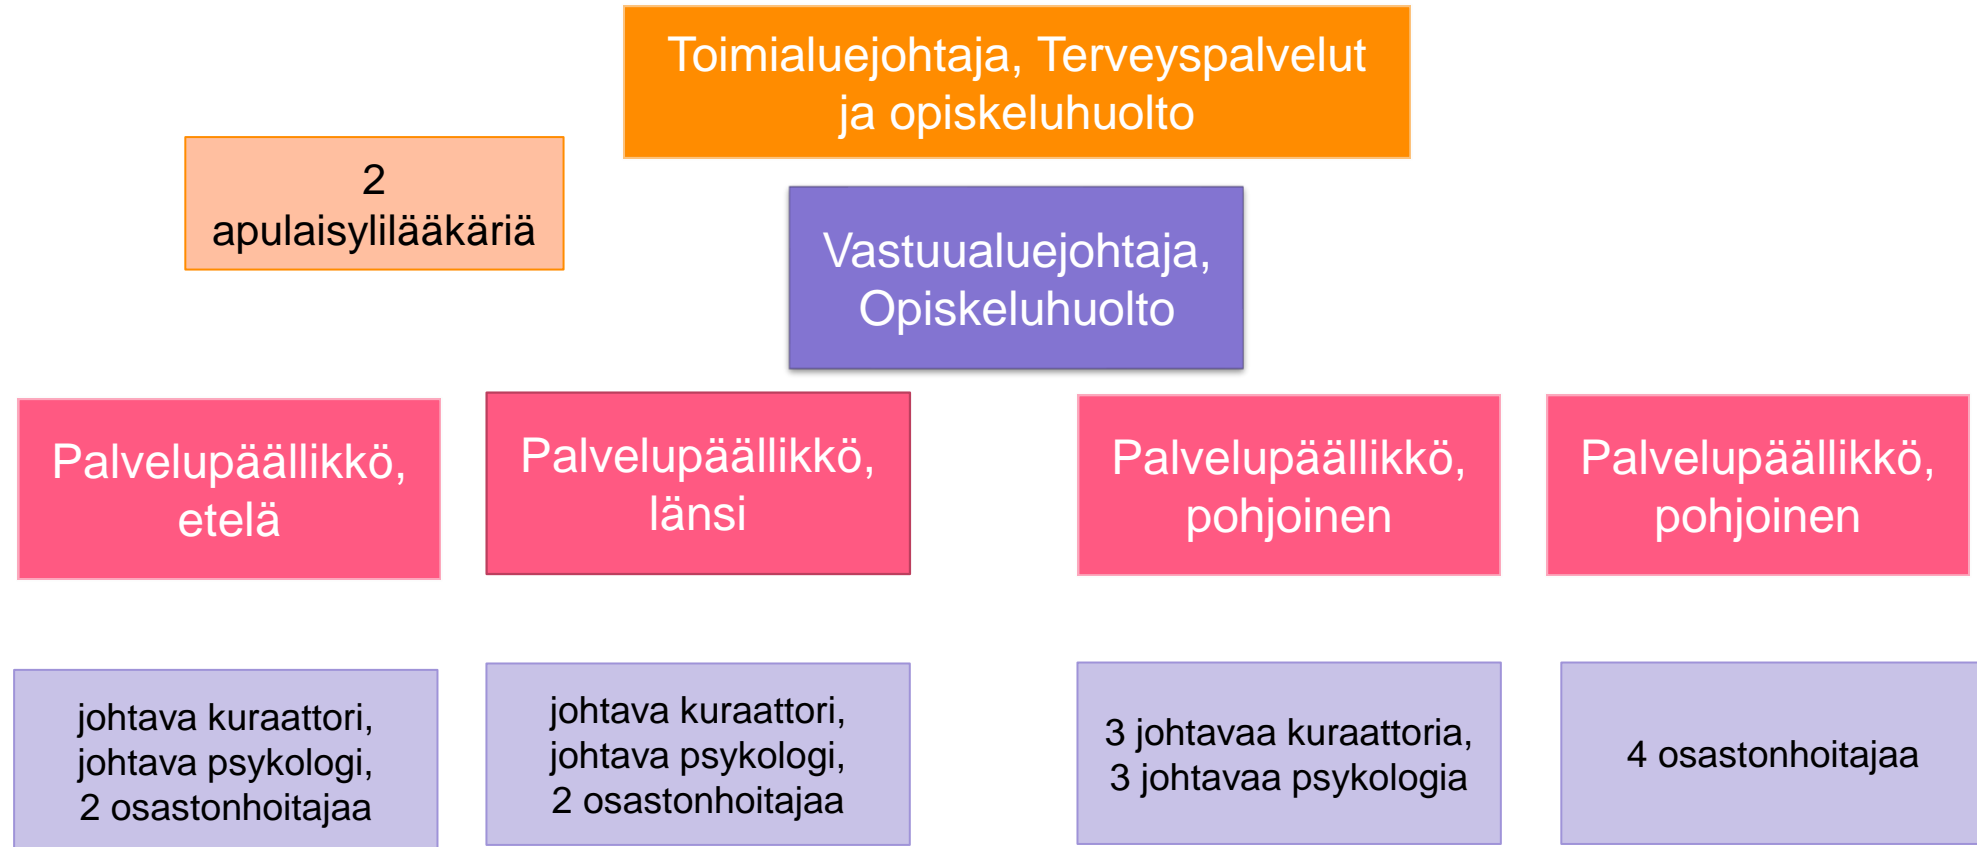 Toimialuejohtaja, Terveyspalvelut
ja opiskeluhuolto
2
apulaisylilääkäriä
Vastuualuejohtaja,
Opiskeluhuolto
Palvelupäällikkö,
etelä
Palvelupäällikkö,
länsi
Palvelupäällikkö,
pohjoinen
Palvelupäällikkö,
pohjoinen
johtava kuraattori,
johtava psykologi,
2 osastonhoitajaa
johtava kuraattori,
johtava psykologi,
2 osastonhoitajaa
3 johtavaa kuraattoria,
3 johtavaa psykologia
4 osastonhoitajaa